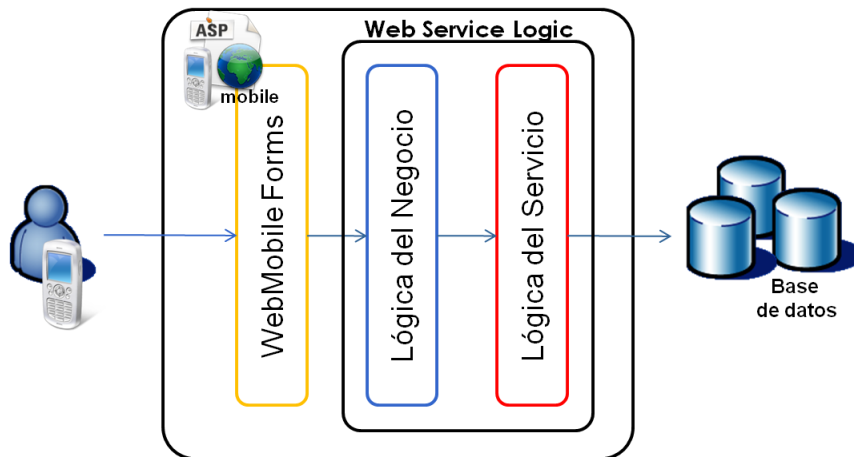 ASP
mobile
Web Service Logic
WebMobile Forms
Lógica del Negocio
Lógica del Servicio
Base
de datos